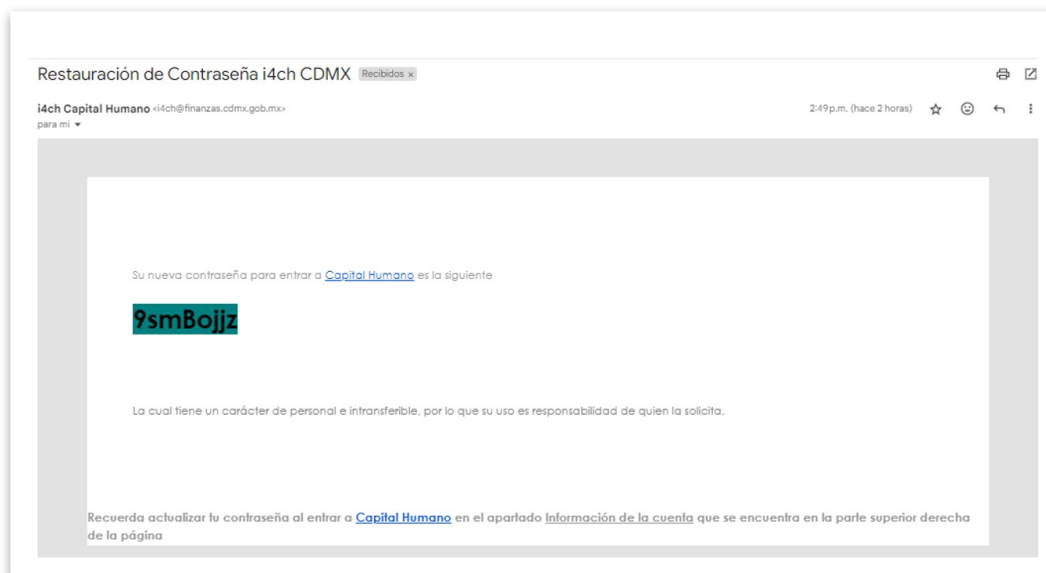 Restauración de Contraseña i4ch CDMX Recibidos x
i4ch Capital Humano <i4ch@finanzas.cdmx.gob.mx> 2:49 p.m. (hace 2 horas)
para mi
Su nueva contraseña para entrar a Capital Humano es la siguiente
9smBojjz
La cual tiene un carácter de personal e intransferible, por lo que su uso es responsabilidad de quien la solicita.
Recuerda actualizar tu contraseña al entrar a Capital Humano en el apartado Información de la cuenta que se encuentra en la parte superior derecha
de la página